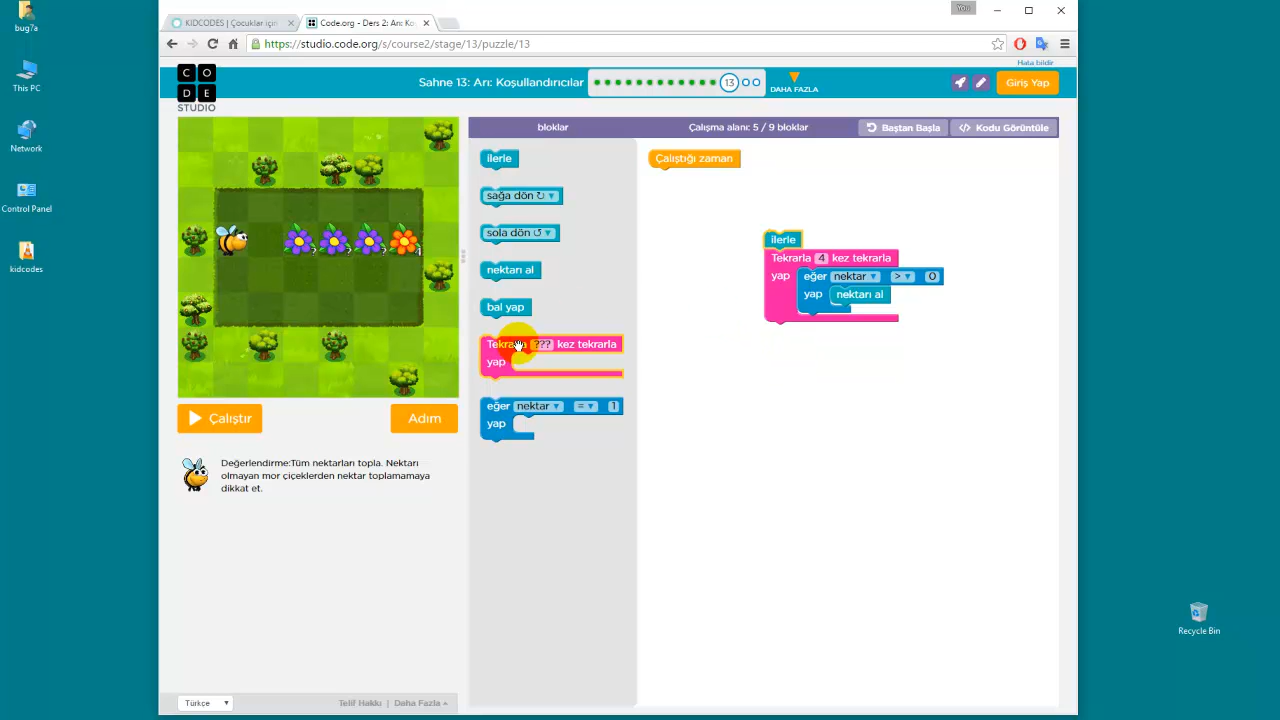 bug7a
This PC
Network
Control Panel
kidcodes
Recycle Bin
You
KIDCODES | Çocuklar için
Code.org - Ders 2: Arı: Ko
https://studio.code.org/s/course2/stage/13/puzzle/13
Hata bildir
C O
D E
STUDIO
Sahne 13: Arı: Koşullandırıcılar
13
DAHA FAZLA
Giriş Yap
bloklar
Çalışma alanı: 5 / 9 bloklar
Baştan Başla
</> Kodu Görüntüle
ilerle
sağa dön ↻ ▼
sola dön ↺ ▼
nektarı al
bal yap
Tekrarla ??? kez tekrarla
yap
eğer nektar ▼ = ▼ 1
yap
Çalıştığı zaman
ilerle
Tekrarla 4 kez tekrarla
yap eğer nektar ▼ > ▼ 0
yap nektarı al
? ? ? 1
Çalıştır
Adım
Değerlendirme:Tüm nektarları topla. Nektarı
olmayan mor çiçeklerden nektar toplamamaya
dikkat et.
Türkçe
Telif Hakkı | Daha Fazla